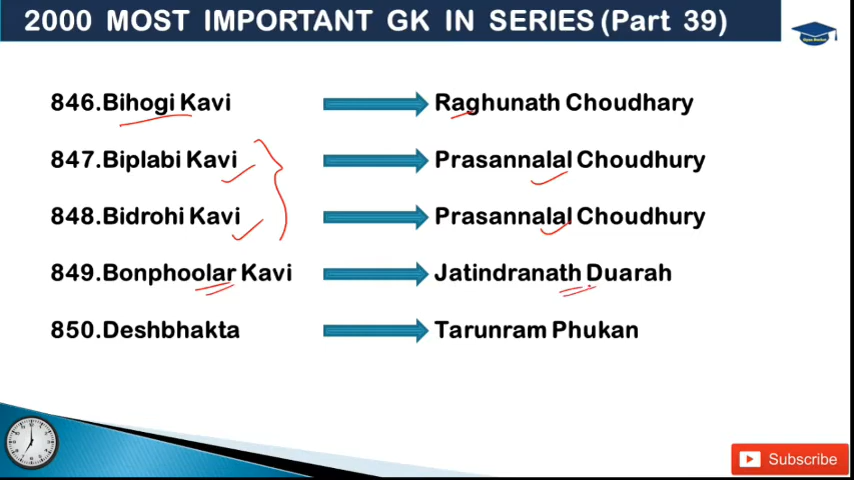 2000 MOST IMPORTANT GK IN SERIES (Part 39)
846.Bihogi Kavi Raghunath Choudhary
847.Biplabi Kavi Prasannalal Choudhury
848.Bidrohi Kavi Prasannalal Choudhury
849.Bonphoolar Kavi Jatindranath Duarah
850.Deshbhakta Tarunram Phukan
Subscribe